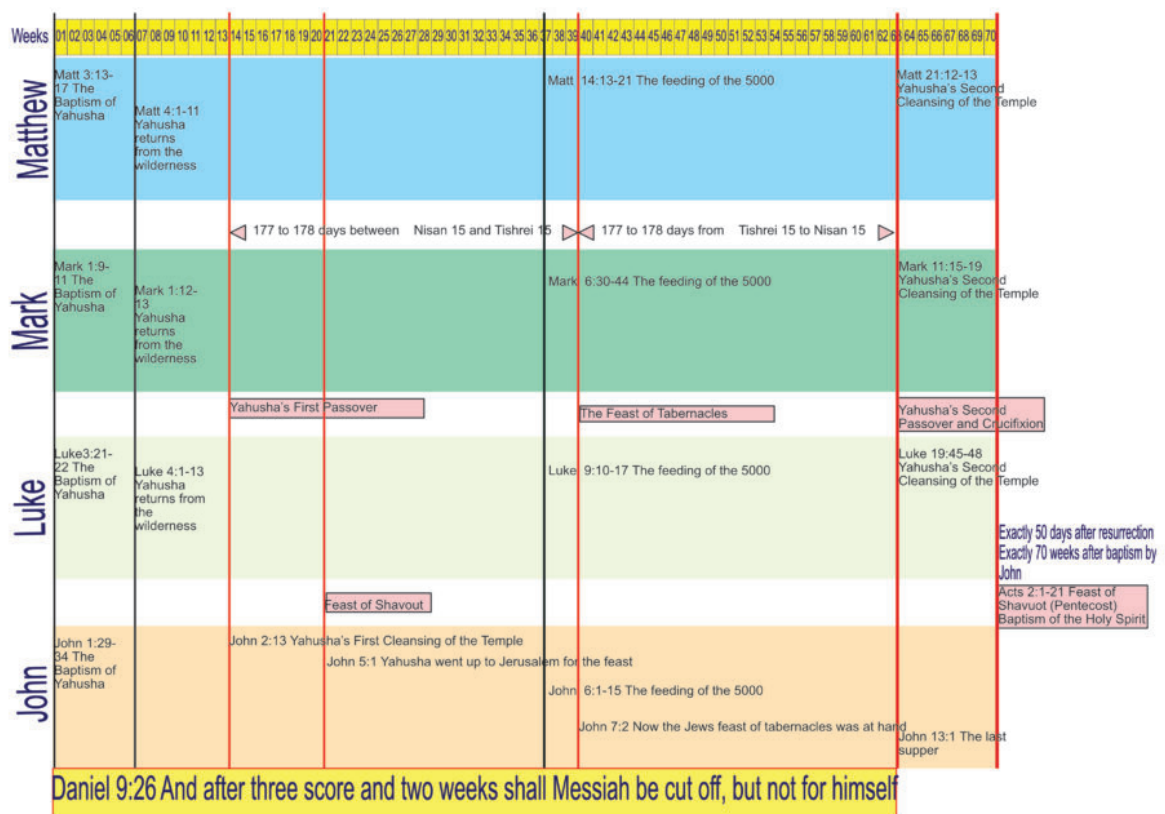 Weeks 01 02 03 04 05 06 07 08 09 10 11 12 13 14 15 16 17 18 19 20 21 22 23 24 25 26 27 28 29 30 31 32 33 34 35 36 37 38 39 40 41 42 43 44 45 46 47 48 49 50 51 52 53 54 55 56 57 58 59 60 61 62 63 64 65 66 67 68 69 70
Matthew
Matt 3:13-
17 The
Baptism of
Yahusha
Matt 4:1-11
Yahusha
returns
from the
wilderness
Matt 14:13-21 The feeding of the 5000
Matt 21:12-13
Yahusha's Second
Cleansing of the Temple
177 to 178 days between Nisan 15 and Tishrei 15
177 to 178 days from Tishrei 15 to Nisan 15
Mark
Mark 1:9-
11 The
Baptism of
Yahusha
Mark 1:12-
13
Yahusha
returns
from the
wilderness
Mark 6:30-44 The feeding of the 5000
Mark 11:15-19
Yahusha's Second
Cleansing of the Temple
Yahusha's First Passover
The Feast of Tabernacles
Yahusha's Second
Passover and Crucifixion
Luke
Luke3:21-
22 The
Baptism of
Yahusha
Luke 4:1-13
Yahusha
returns from
the
wilderness
Luke 9:10-17 The feeding of the 5000
Luke 19:45-48
Yahusha's Second
Cleansing of the Temple
Exactly 50 days after resurrection
Exactly 70 weeks after baptism by
John
Feast of Shavout
Acts 2:1-21 Feast of
Shavuot (Pentecost)
Baptism of the Holy Spirit
John
John 1:29-
34 The
Baptism of
Yahusha
John 2:13 Yahusha's First Cleansing of the Temple
John 5:1 Yahusha went up to Jerusalem for the feast
John 6:1-15 The feeding of the 5000
John 7:2 Now the Jews feast of tabernacles was at hand
John 13:1 The last
supper
Daniel 9:26 And after three score and two weeks shall Messiah be cut off, but not for himself